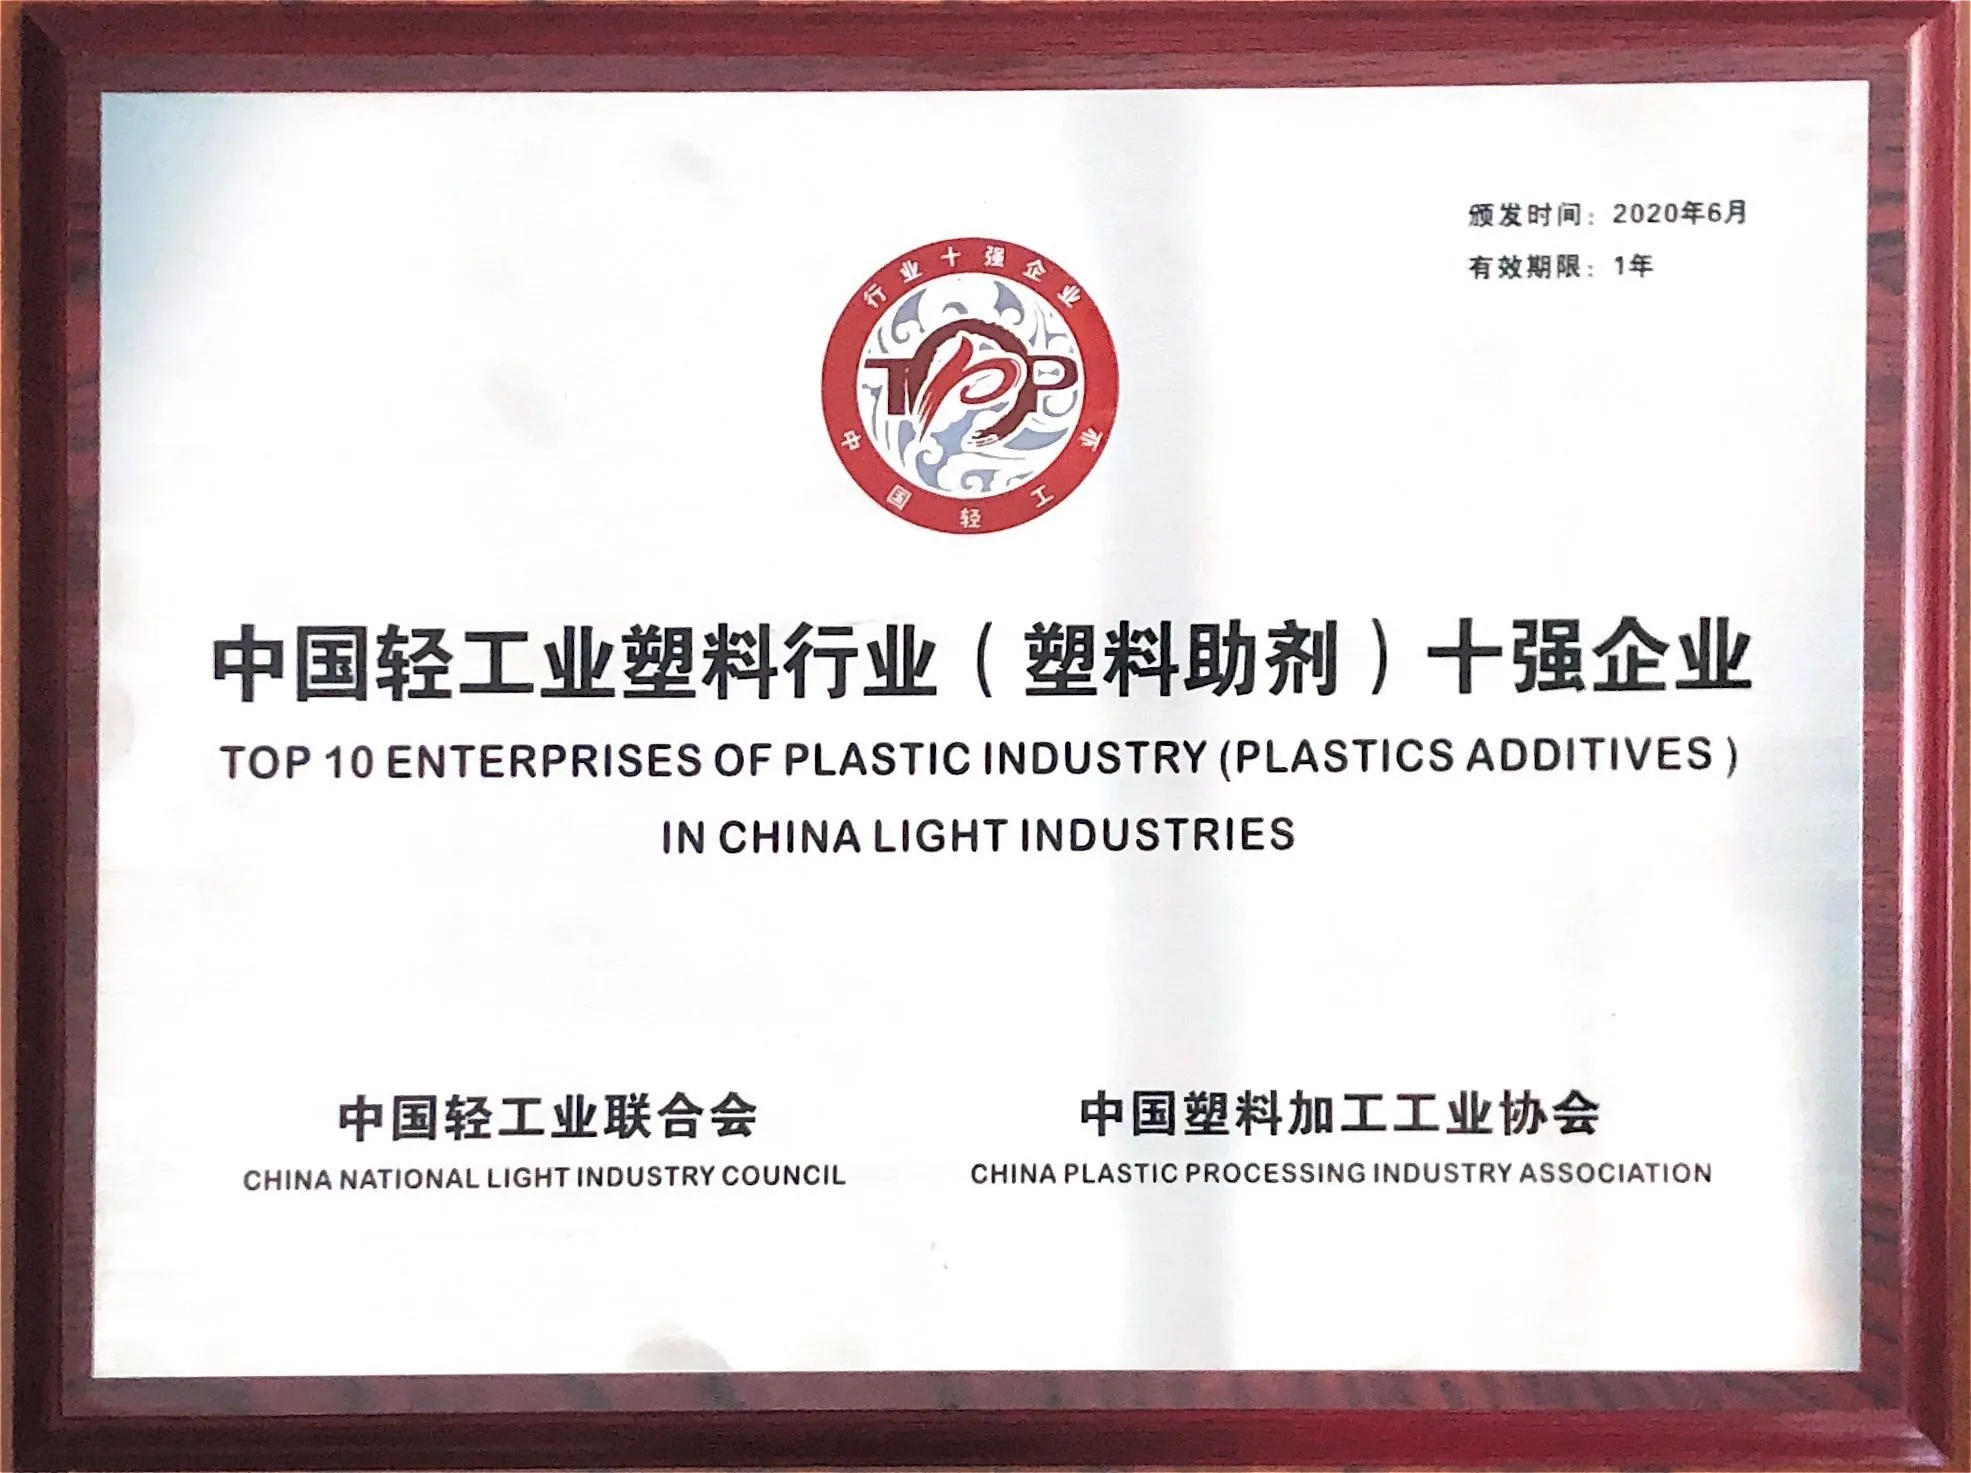 颁发时间：2020年6月
有效期限：1年
行业十强企业
TOP
中国轻工业
中国轻工业塑料行业（塑料助剂）十强企业
TOP 10 ENTERPRISES OF PLASTIC INDUSTRY (PLASTICS ADDITIVES)
IN CHINA LIGHT INDUSTRIES
中国轻工业联合会
中国塑料加工工业协会
CHINA NATIONAL LIGHT INDUSTRY COUNCIL
CHINA PLASTIC PROCESSING INDUSTRY ASSOCIATION